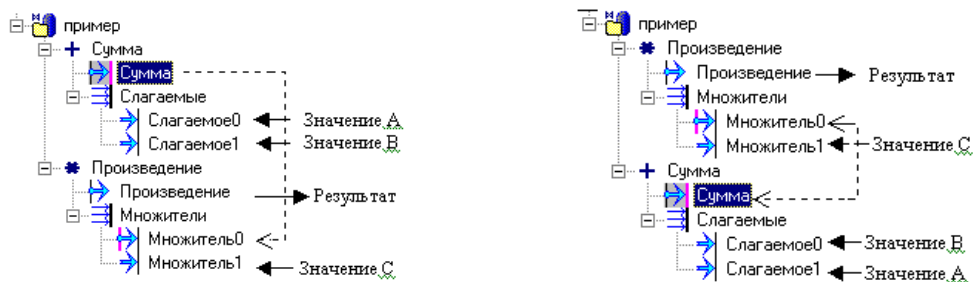 пример
Сумма
Сумма
Слагаемые
Слагаемое0 Значение А
Слагаемое1 Значение В
Произведение
Произведение Результат
Множители
Множитель0
Множитель1 Значение С
пример
Произведение
Произведение Результат
Множители
Множитель0
Множитель1 Значение С
Сумма
Сумма
Слагаемые
Слагаемое0 Значение В
Слагаемое1 Значение А